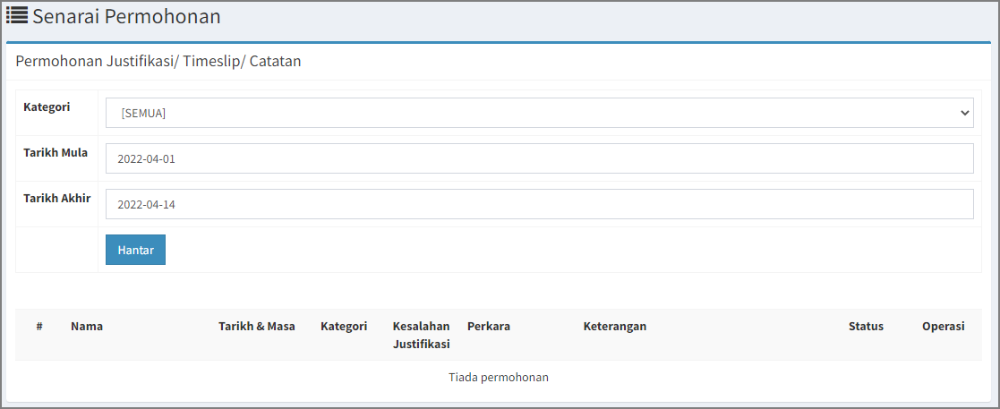 Senarai Permohonan
Permohonan Justifikasi/ Timeslip/ Catatan
Kategori
[SEMUA]
Tarikh Mula
2022-04-01
Tarikh Akhir
2022-04-14
Hantar
# Nama Tarikh & Masa Kategori Kesalahan Justifikasi Perkara Keterangan Status Operasi
Tiada permohonan